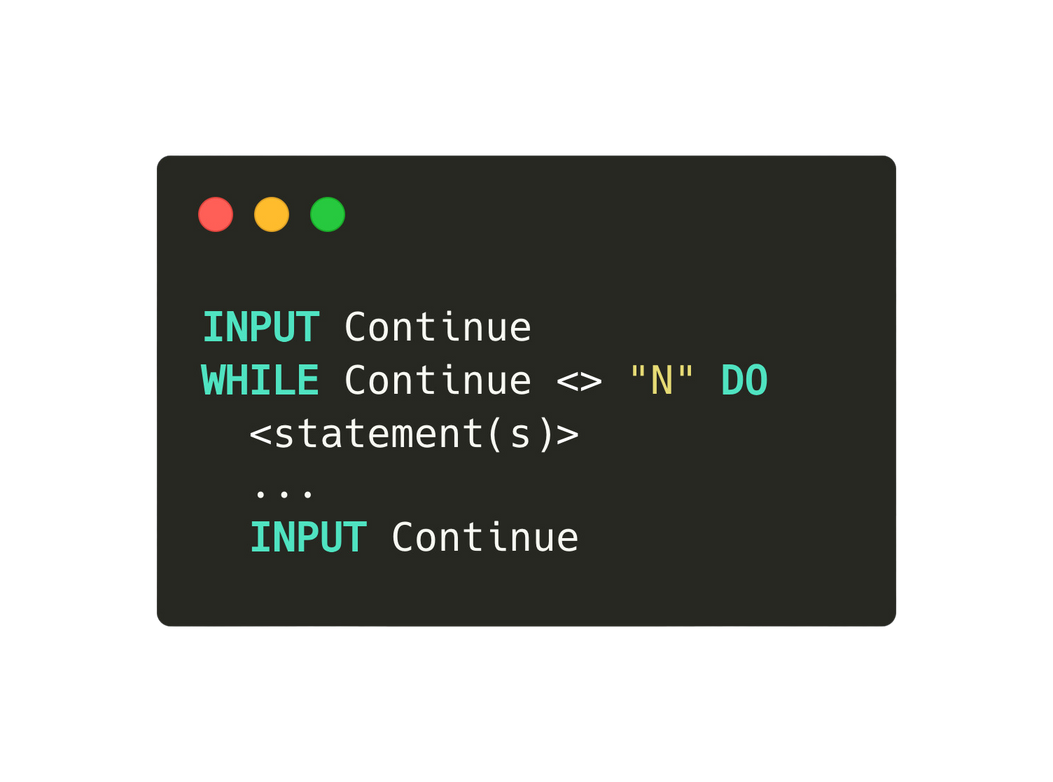 INPUT Continue
WHILE Continue <> "N" DO
  <statement(s)>
  ...
  INPUT Continue